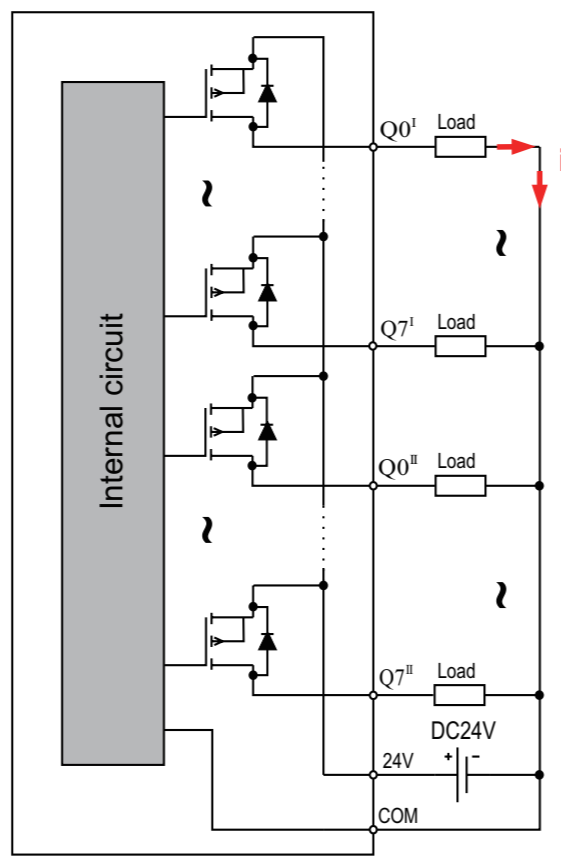 Internal circuit
Q0ᴵ
Load
i
Q7ᴵ
Load
Q0ᴵᴵ
Load
Q7ᴵᴵ
Load
DC24V
24V
+ −
COM